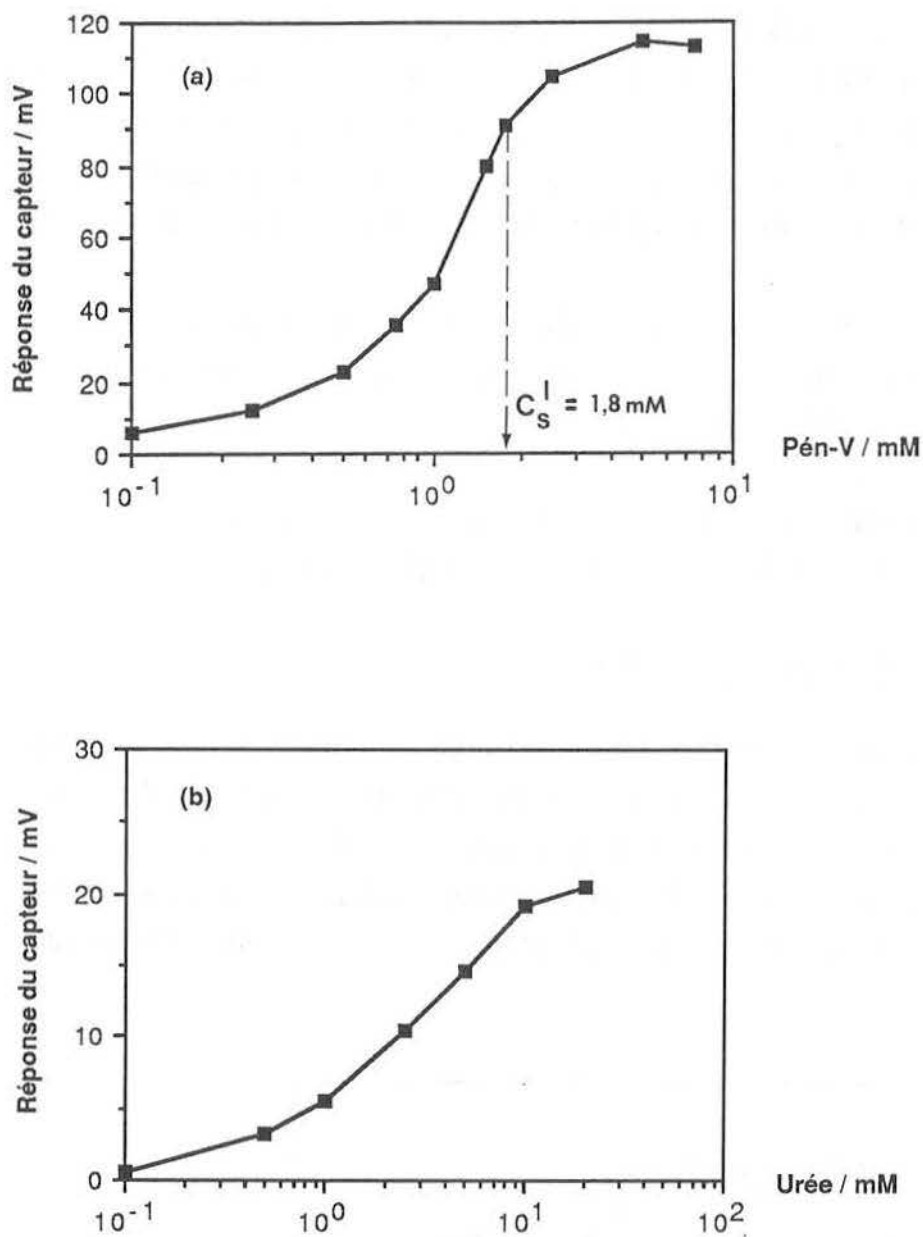 120
(a)
100
80
60
40
20
0
Réponse du capteur / mV
C_S^I = 1,8 mM
Pén-V / mM
10^-1
10^0
10^1
30
(b)
20
10
0
Réponse du capteur / mV
Urée / mM
10^-1
10^0
10^1
10^2